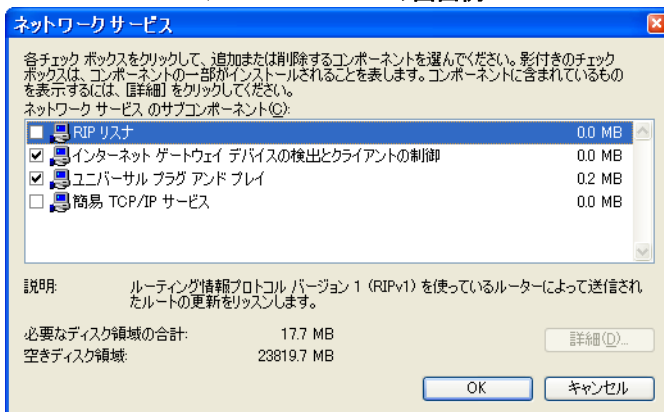 ネットワーク サービス
各チェック ボックスをクリックして、追加または削除するコンポーネントを選んでください。影付きのチェック
ボックスは、コンポーネントの一部がインストールされることを表します。コンポーネントに含まれているもの
を表示するには、[詳細] をクリックしてください。
ネットワーク サービス のサブコンポーネント(C):
RIP リスナ 0.0 MB
インターネット ゲートウェイ デバイスの検出とクライアントの制御 0.0 MB
ユニバーサル プラグ アンド プレイ 0.2 MB
簡易 TCP/IP サービス 0.0 MB
説明: ルーティング情報プロトコル バージョン 1 (RIPv1) を使っているルーターによって送信され
たルートの更新をリッスンします。
必要なディスク領域の合計: 17.7 MB
空きディスク領域: 23819.7 MB
詳細(D)...
OK キャンセル